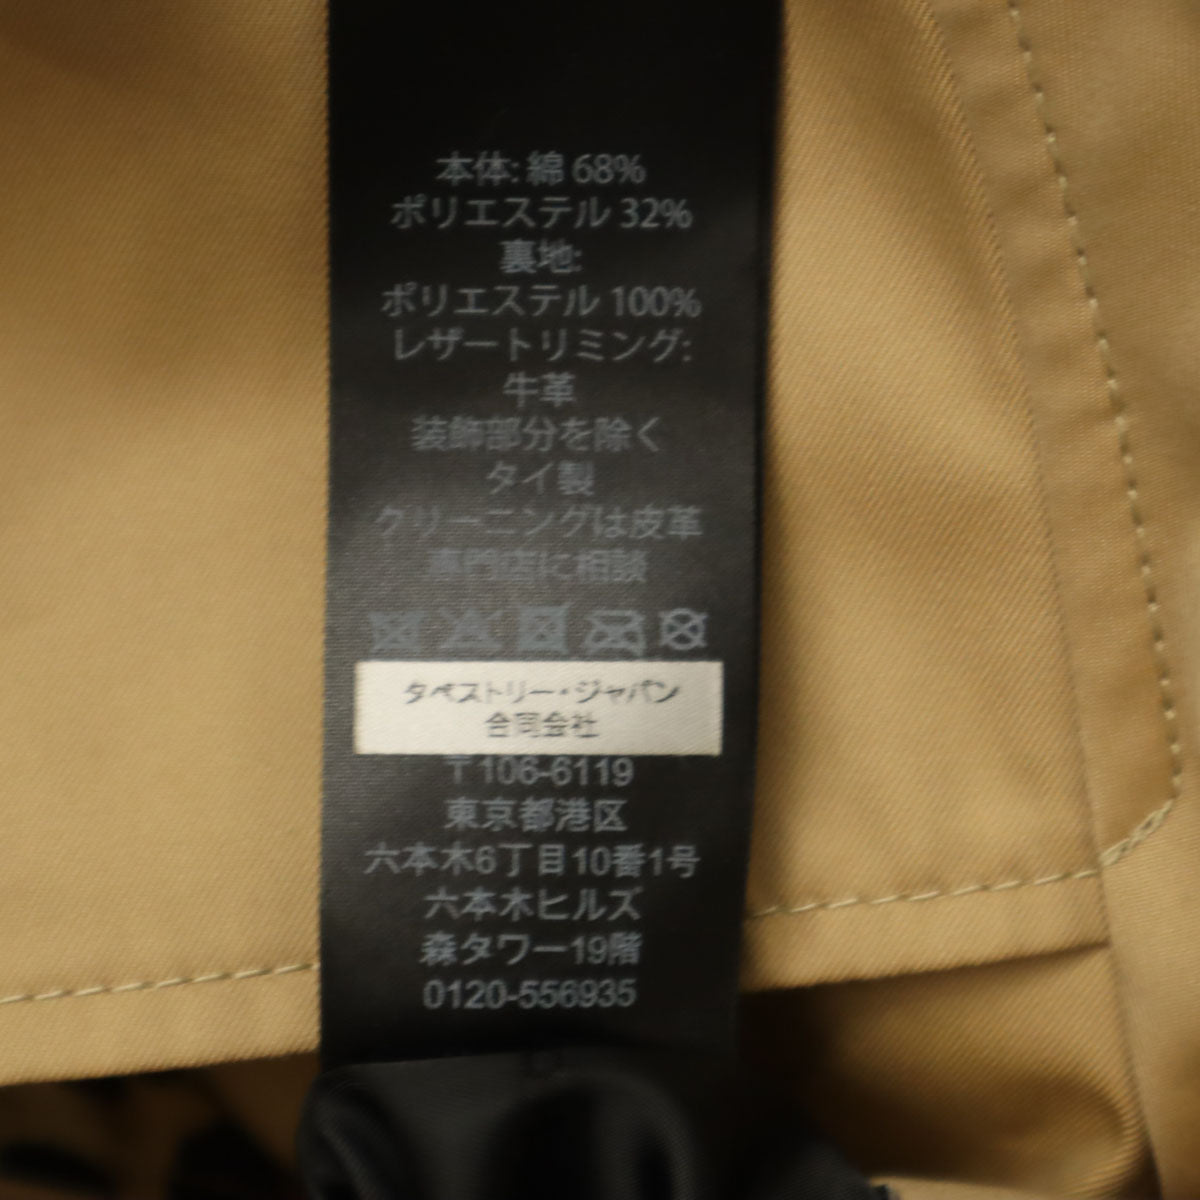 本体: 綿 68%
ポリエステル 32%
裏地:
ポリエステル 100%
レザートリミング:
牛革
装飾部分を除く
タイ製
クリーニングは皮革
専門店に相談
タペストリー・ジャパン
合同会社
〒106-6119
東京都港区
六本木6丁目10番1号
六本木ヒルズ
森タワー19階
0120-556935